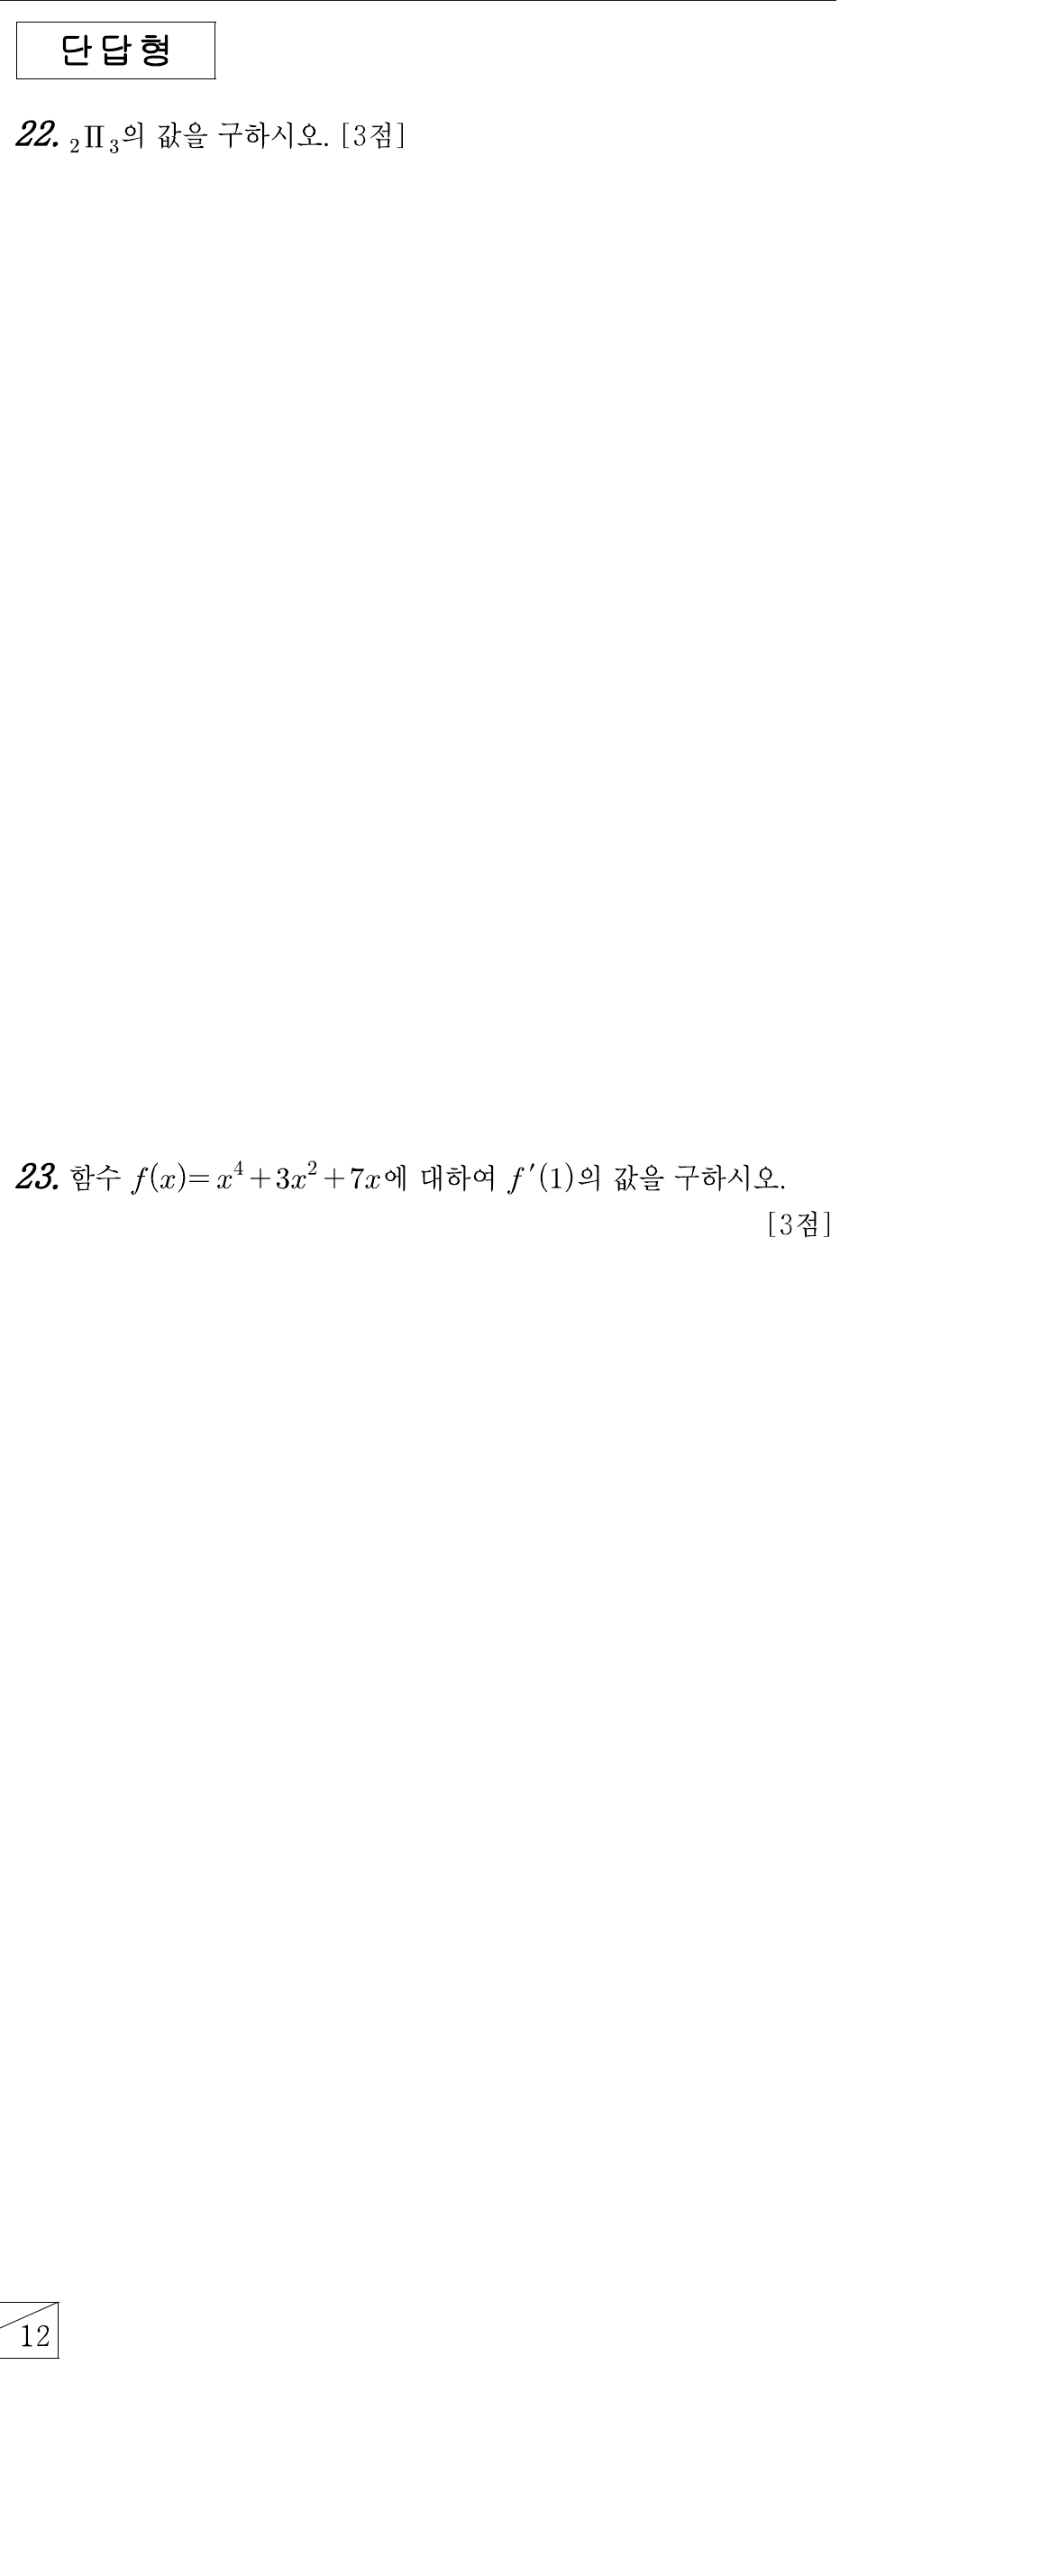 단답형
22. ₂Π₃의 값을 구하시오. [3점]
23. 함수 f(x)=x⁴+3x²+7x에 대하여 f′(1)의 값을 구하시오.
[3점]
12